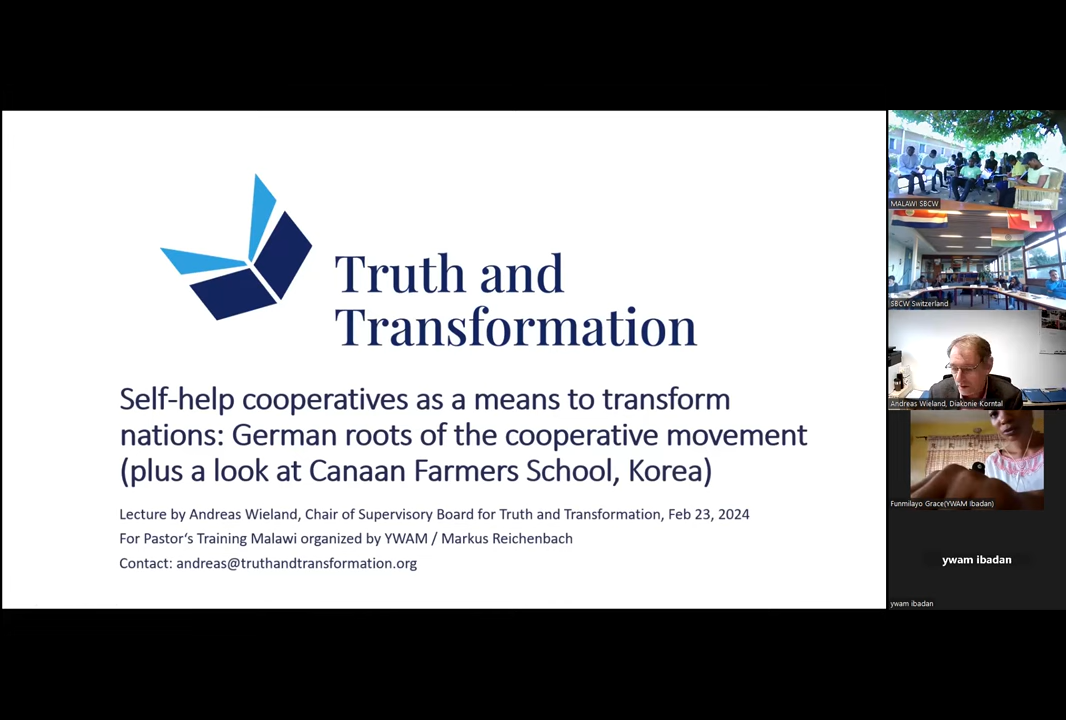 Truth and
Transformation
Self-help cooperatives as a means to transform
nations: German roots of the cooperative movement
(plus a look at Canaan Farmers School, Korea)
Lecture by Andreas Wieland, Chair of Supervisory Board for Truth and Transformation, Feb 23, 2024
For Pastor‘s Training Malawi organized by YWAM / Markus Reichenbach
Contact: andreas@truthandtransformation.org
MALAWI SBCW
SBCW Switzerland
Andreas Wieland, Diakonie Korntal
Funmilayo Grace(YWAM Ibadan)
ywam ibadan
ywam ibadan